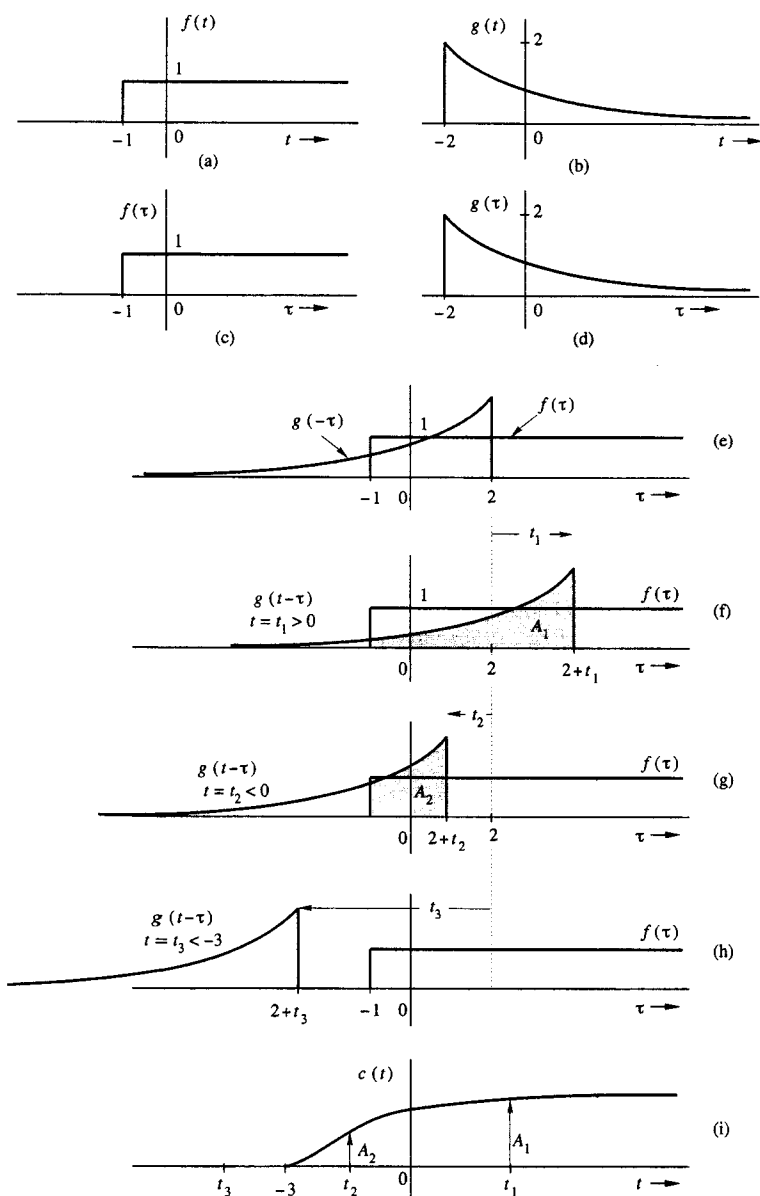 f(t)
1
-1
0
t
(a)
g(t)
2
-2
0
t
(b)
f(τ)
1
-1
0
τ
(c)
g(τ)
2
-2
0
τ
(d)
g(-τ)
1
f(τ)
(e)
-1
0
2
τ
t₁
g(t-τ)
t = t₁ > 0
1
f(τ)
A₁
(f)
0
2
2+t₁
τ
t₂
g(t-τ)
t = t₂ < 0
f(τ)
A₂
(g)
0
2+t₂
2
τ
g(t-τ)
t = t₃ < -3
t₃
f(τ)
(h)
2+t₃
-1
0
τ
c(t)
A₂
A₁
(i)
t₃
-3
t₂
0
t₁
t